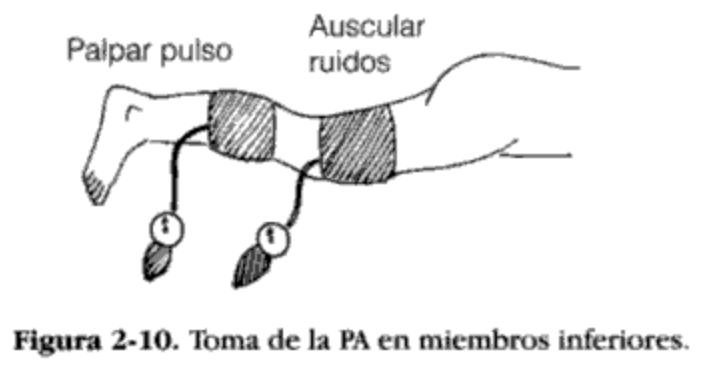 Palpar pulso
Auscular
ruidos
Figura 2-10. Toma de la PA en miembros inferiores.